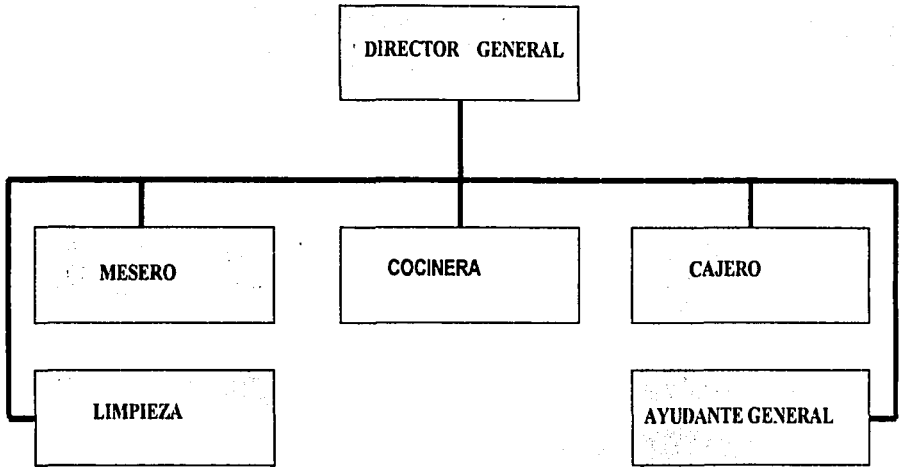 DIRECTOR GENERAL
MESERO
COCINERA
CAJERO
LIMPIEZA
AYUDANTE GENERAL